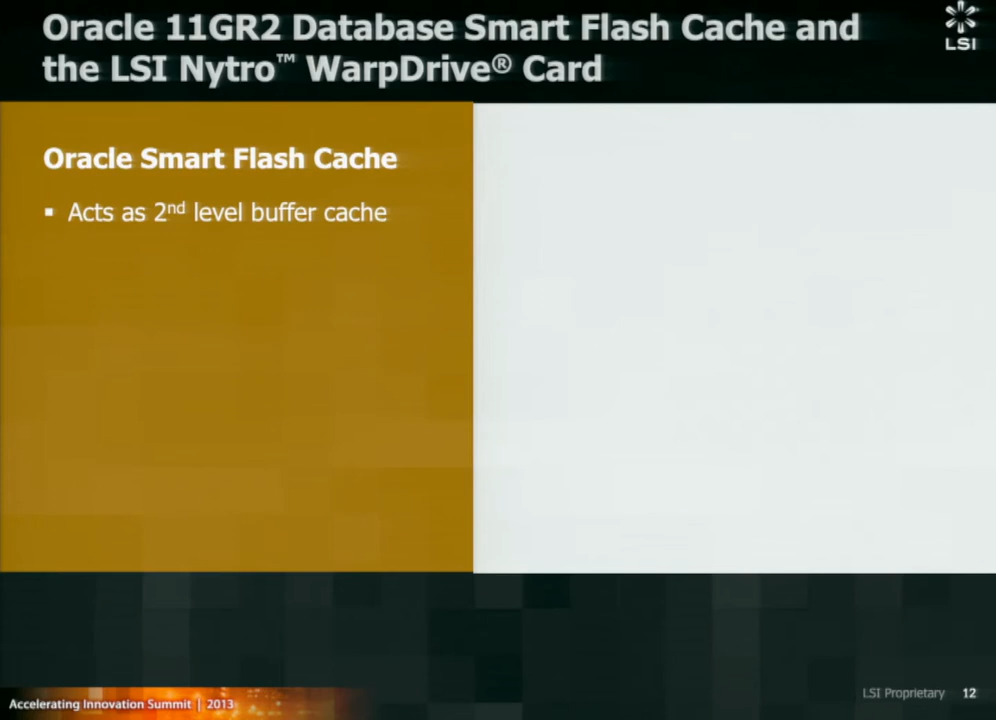 Oracle 11GR2 Database Smart Flash Cache and
the LSI Nytro™ WarpDrive® Card
LSI
Oracle Smart Flash Cache
▪ Acts as 2nd level buffer cache
Accelerating Innovation Summit | 2013
LSI Proprietary 12